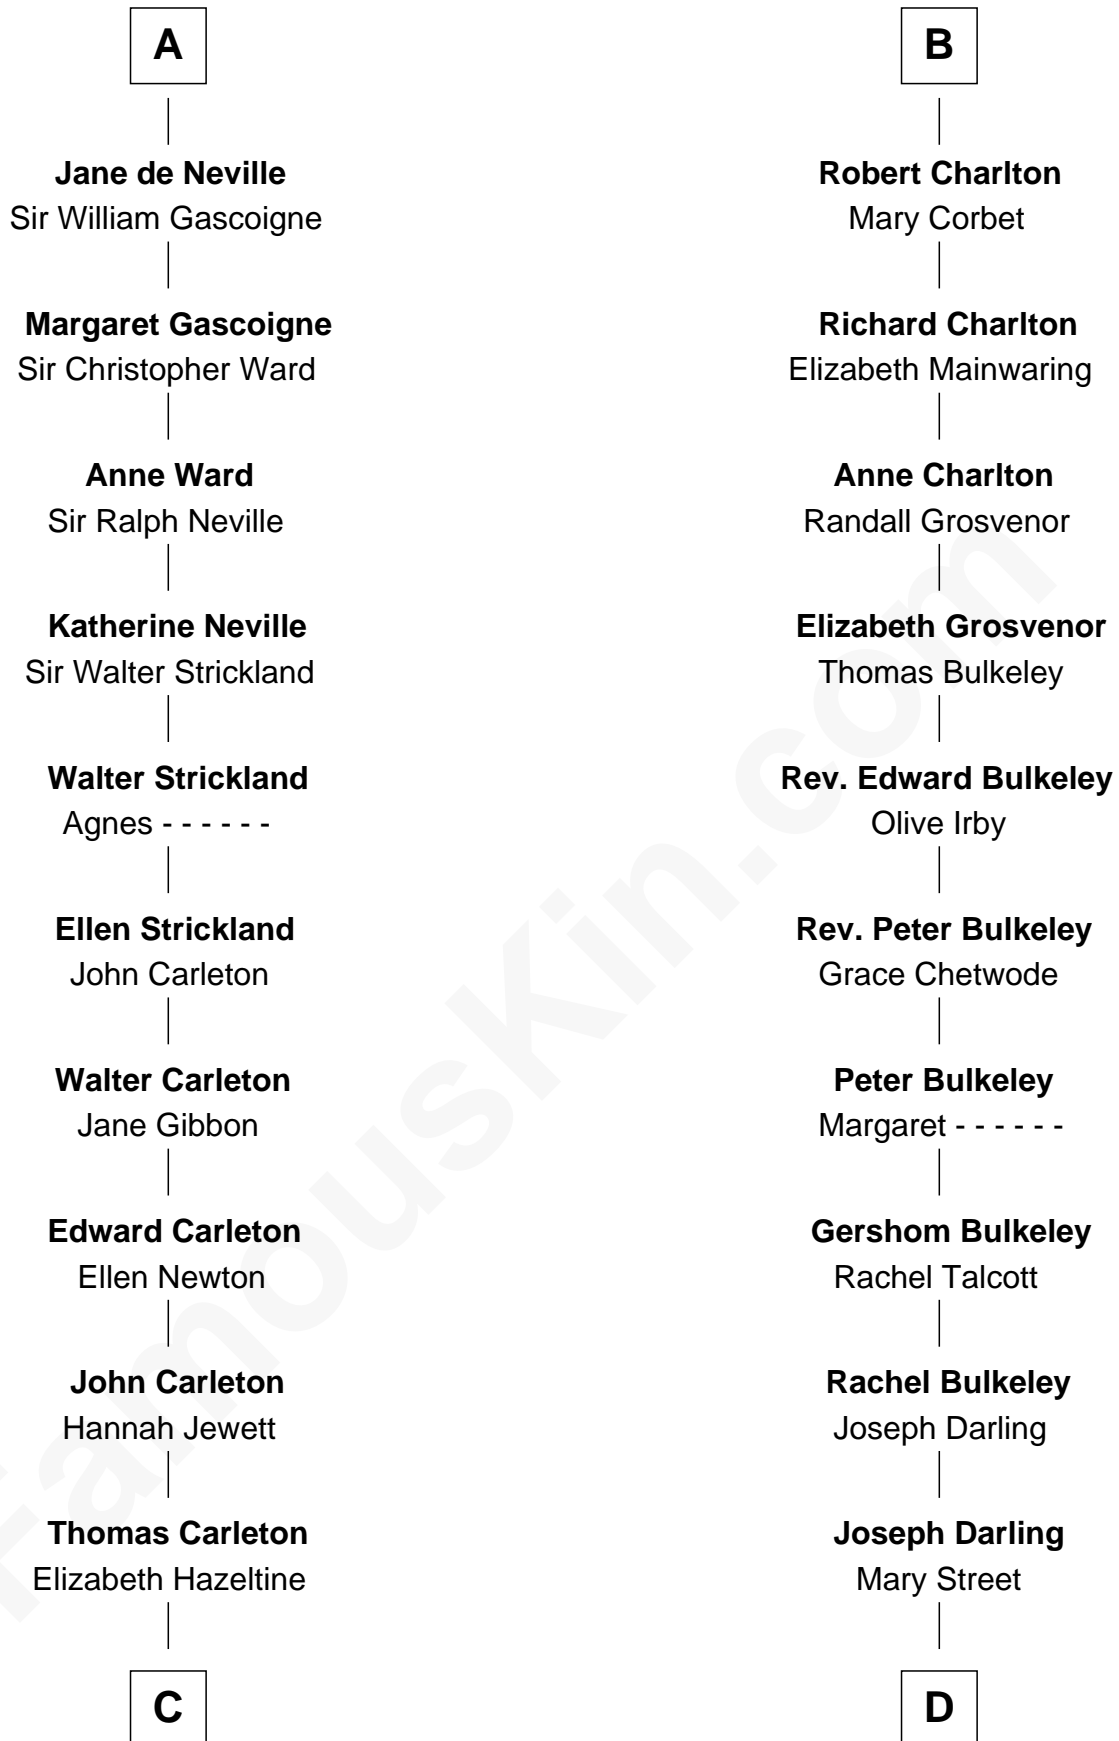 A
Jane de Neville
Sir William Gascoigne
Margaret Gascoigne
Sir Christopher Ward
Anne Ward
Sir Ralph Neville
Katherine Neville
Sir Walter Strickland
Walter Strickland
Agnes - - - - - -
Ellen Strickland
John Carleton
Walter Carleton
Jane Gibbon
Edward Carleton
Ellen Newton
John Carleton
Hannah Jewett
Thomas Carleton
Elizabeth Hazeltine
C
B
Robert Charlton
Mary Corbet
Richard Charlton
Elizabeth Mainwaring
Anne Charlton
Randall Grosvenor
Elizabeth Grosvenor
Thomas Bulkeley
Rev. Edward Bulkeley
Olive Irby
Rev. Peter Bulkeley
Grace Chetwode
Peter Bulkeley
Margaret - - - - - -
Gershom Bulkeley
Rachel Talcott
Rachel Bulkeley
Joseph Darling
Joseph Darling
Mary Street
D
FamousKin.com